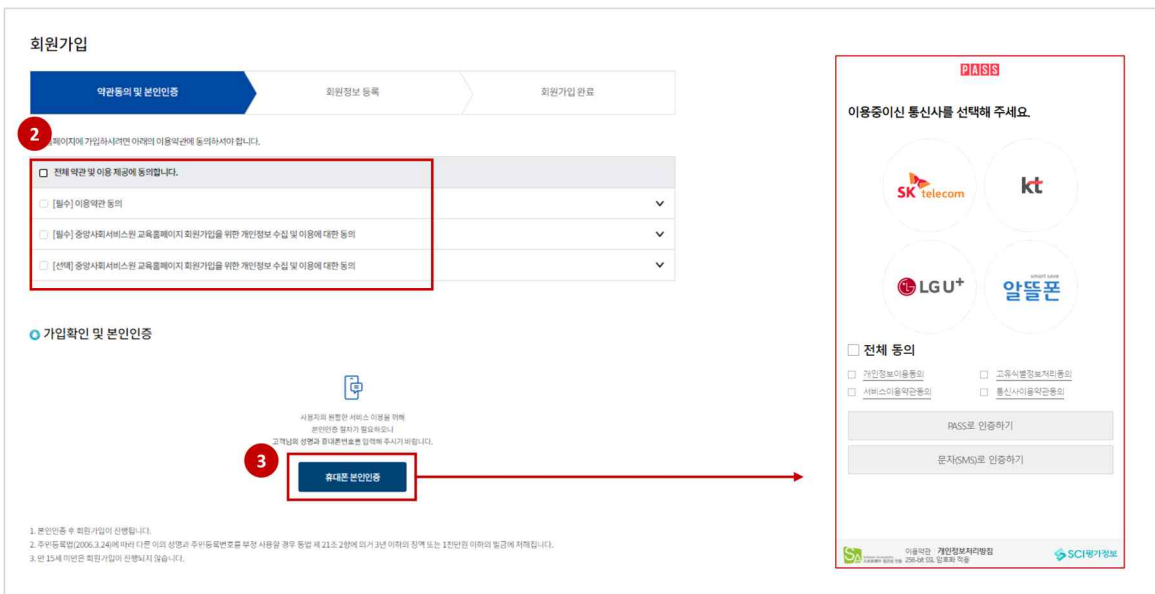 회원가입
약관동의 및 본인인증
회원정보 등록
회원가입 완료
2
페이지에 가입하시려면 아래의 이용약관에 동의하셔야 합니다.
전체 약관 및 이용 제공에 동의합니다.
[필수] 이용약관 동의
[필수] 중앙사회서비스원 교육홈페이지 회원가입을 위한 개인정보 수집 및 이용에 대한 동의
[선택] 중앙사회서비스원 교육홈페이지 회원가입을 위한 개인정보 수집 및 이용에 대한 동의
가입확인 및 본인인증
사용자의 원활한 서비스 이용을 위해
본인인증 절차가 필요하오니
고객님의 성명과 휴대폰번호를 입력해 주시기 바랍니다.
3
휴대폰 본인인증
1. 본인인증 후 회원가입이 진행됩니다.
2. 주민등록법(2006.3.24)에 따라 다른 이의 성명과 주민등록번호를 부정 사용할 경우 동법 제 21조 2항에 의거 3년 이하의 징역 또는 1천만원 이하의 벌금에 처해집니다.
3. 만 15세 미만은 회원가입이 진행되지 않습니다.
PASS
이용중이신 통신사를 선택해 주세요.
SK telecom
kt
LG U+
smart save
알뜰폰
전체 동의
개인정보이용동의
고유식별정보처리동의
서비스이용약관동의
통신사이용약관동의
PASS로 인증하기
문자(SMS)로 인증하기
이용약관 개인정보처리방침
256-bit SSL 암호화 적용
SCI평가정보